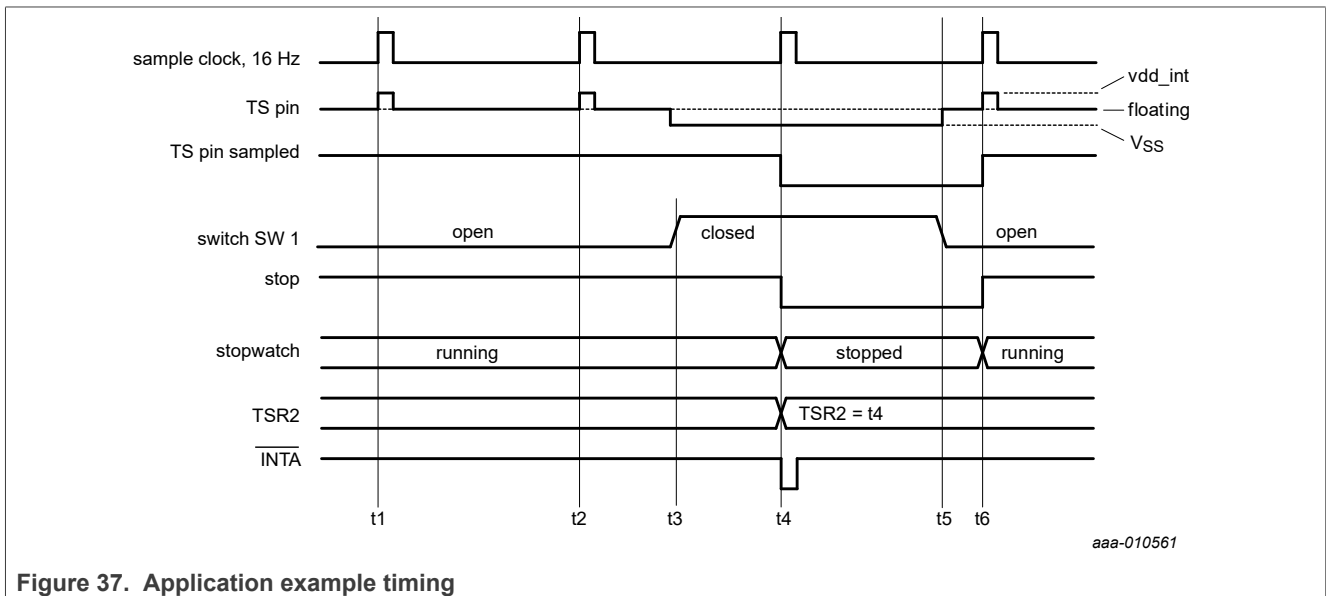 sample clock, 16 Hz
vdd_int
TS pin
floating
VSS
TS pin sampled
switch SW 1
open
closed
open
stop
stopwatch
running
stopped
running
TSR2
TSR2 = t4
INTA
t1
t2
t3
t4
t5
t6
aaa-010561
Figure 37. Application example timing